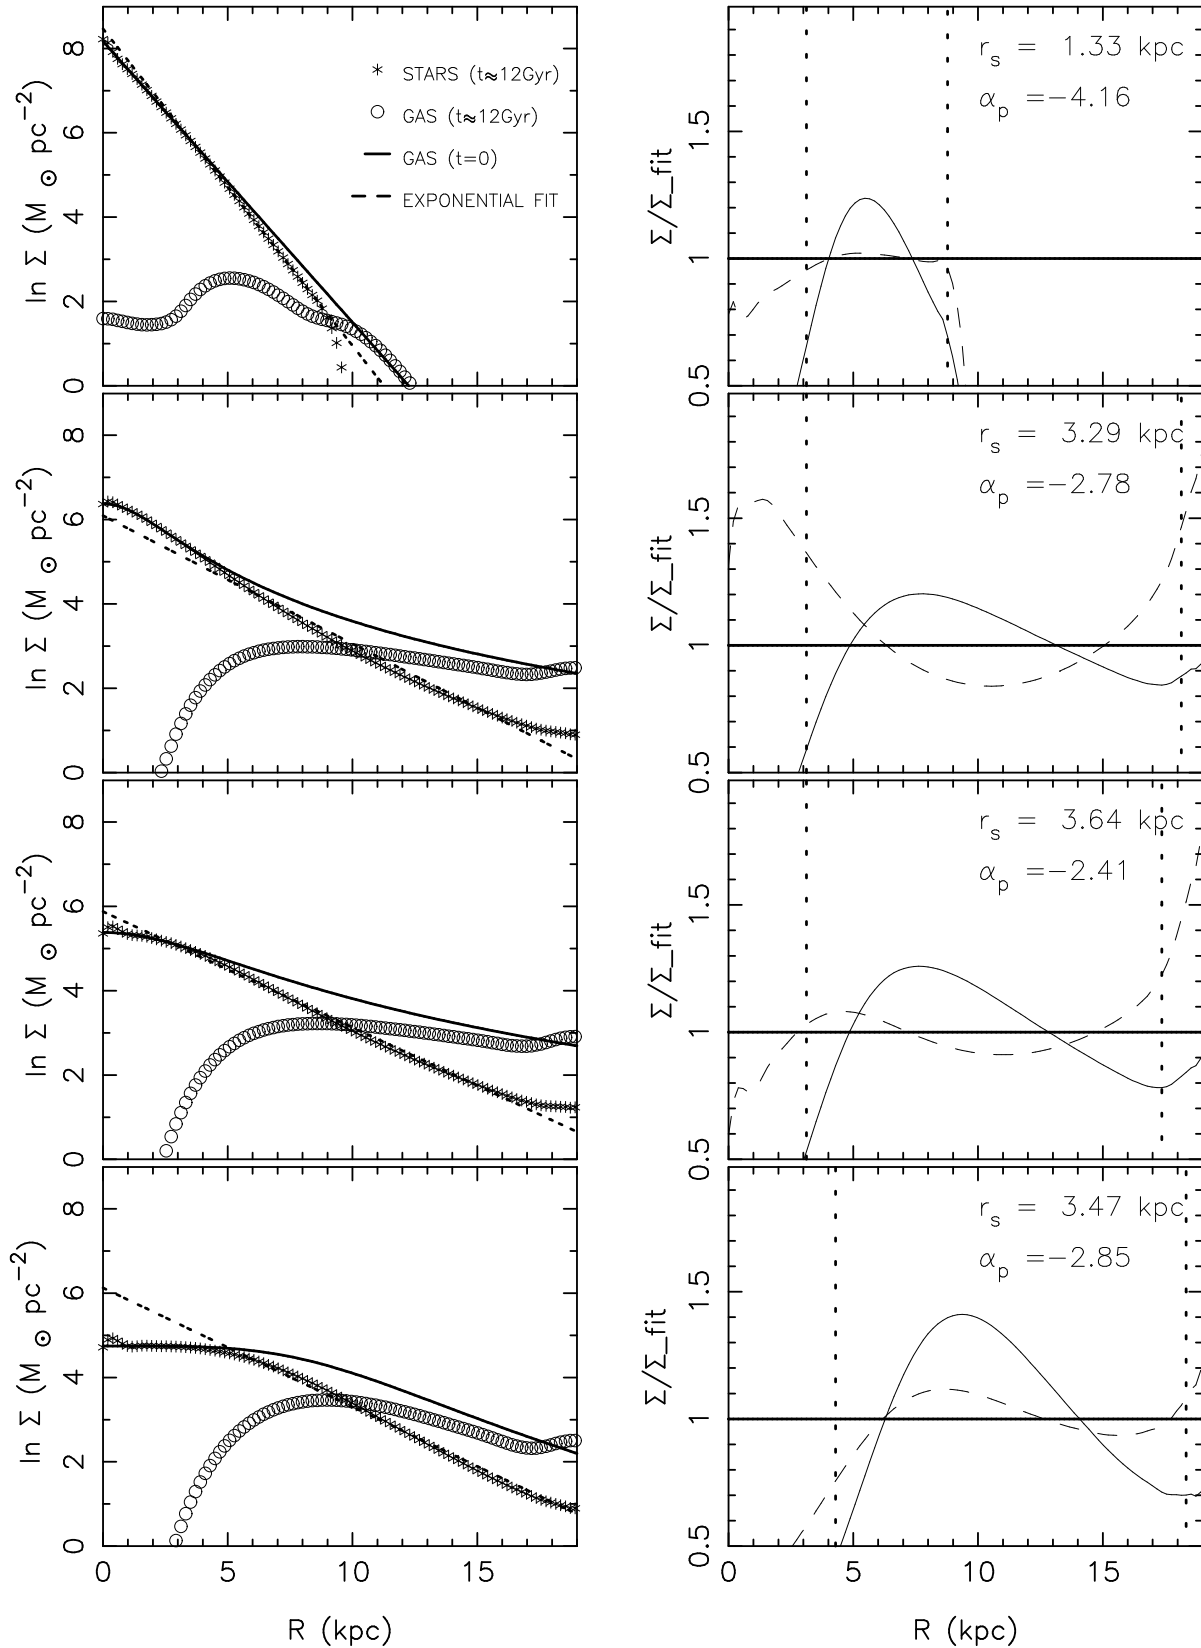 8
6
4
2
0
ln Σ (M ⊙ pc⁻²)
* STARS (t≈12Gyr)
○ GAS (t≈12Gyr)
GAS (t=0)
EXPONENTIAL FIT
1.5
1
0.5
Σ/Σ_fit
r_s = 1.33 kpc
α_p =−4.16
8
6
4
2
0
ln Σ (M ⊙ pc⁻²)
1.5
1
0.5
Σ/Σ_fit
r_s = 3.29 kpc
α_p =−2.78
8
6
4
2
0
ln Σ (M ⊙ pc⁻²)
1.5
1
0.5
Σ/Σ_fit
r_s = 3.64 kpc
α_p =−2.41
8
6
4
2
0
ln Σ (M ⊙ pc⁻²)
0 5 10 15
R (kpc)
1.5
1
0.5
Σ/Σ_fit
r_s = 3.47 kpc
α_p =−2.85
0 5 10 15
R (kpc)